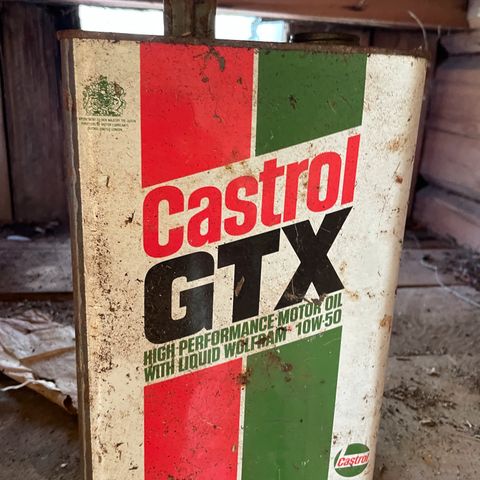 Castrol
GTX
HIGH PERFORMANCE MOTOR OIL
WITH LIQUID WOLFRAM 10W-50
Castrol